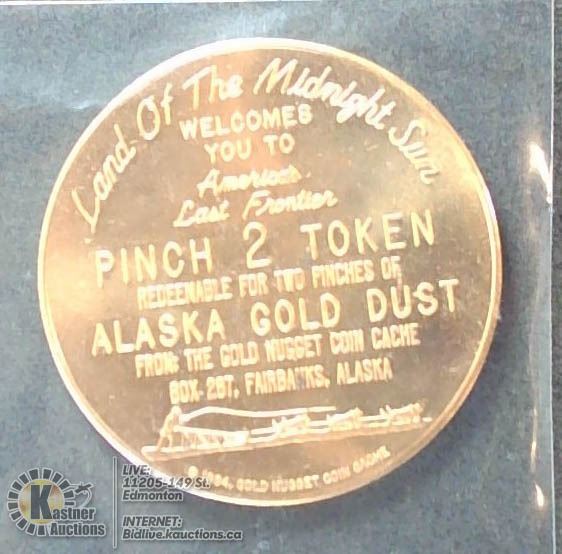 Land Of The Midnight Sun
WELCOMES
YOU TO
America's
Last Frontier
PINCH 2 TOKEN
REDEEMABLE FOR TWO PINCHES OF
ALASKA GOLD DUST
FROM: THE GOLD NUGGET COIN CACHE
BOX-26T, FAIRBANKS, ALASKA
© 1984, GOLD NUGGET COIN CACHE
LIVE:
11205-149 St.
Edmonton
INTERNET:
Bidlive.kauctions.ca
Kastner
Auctions